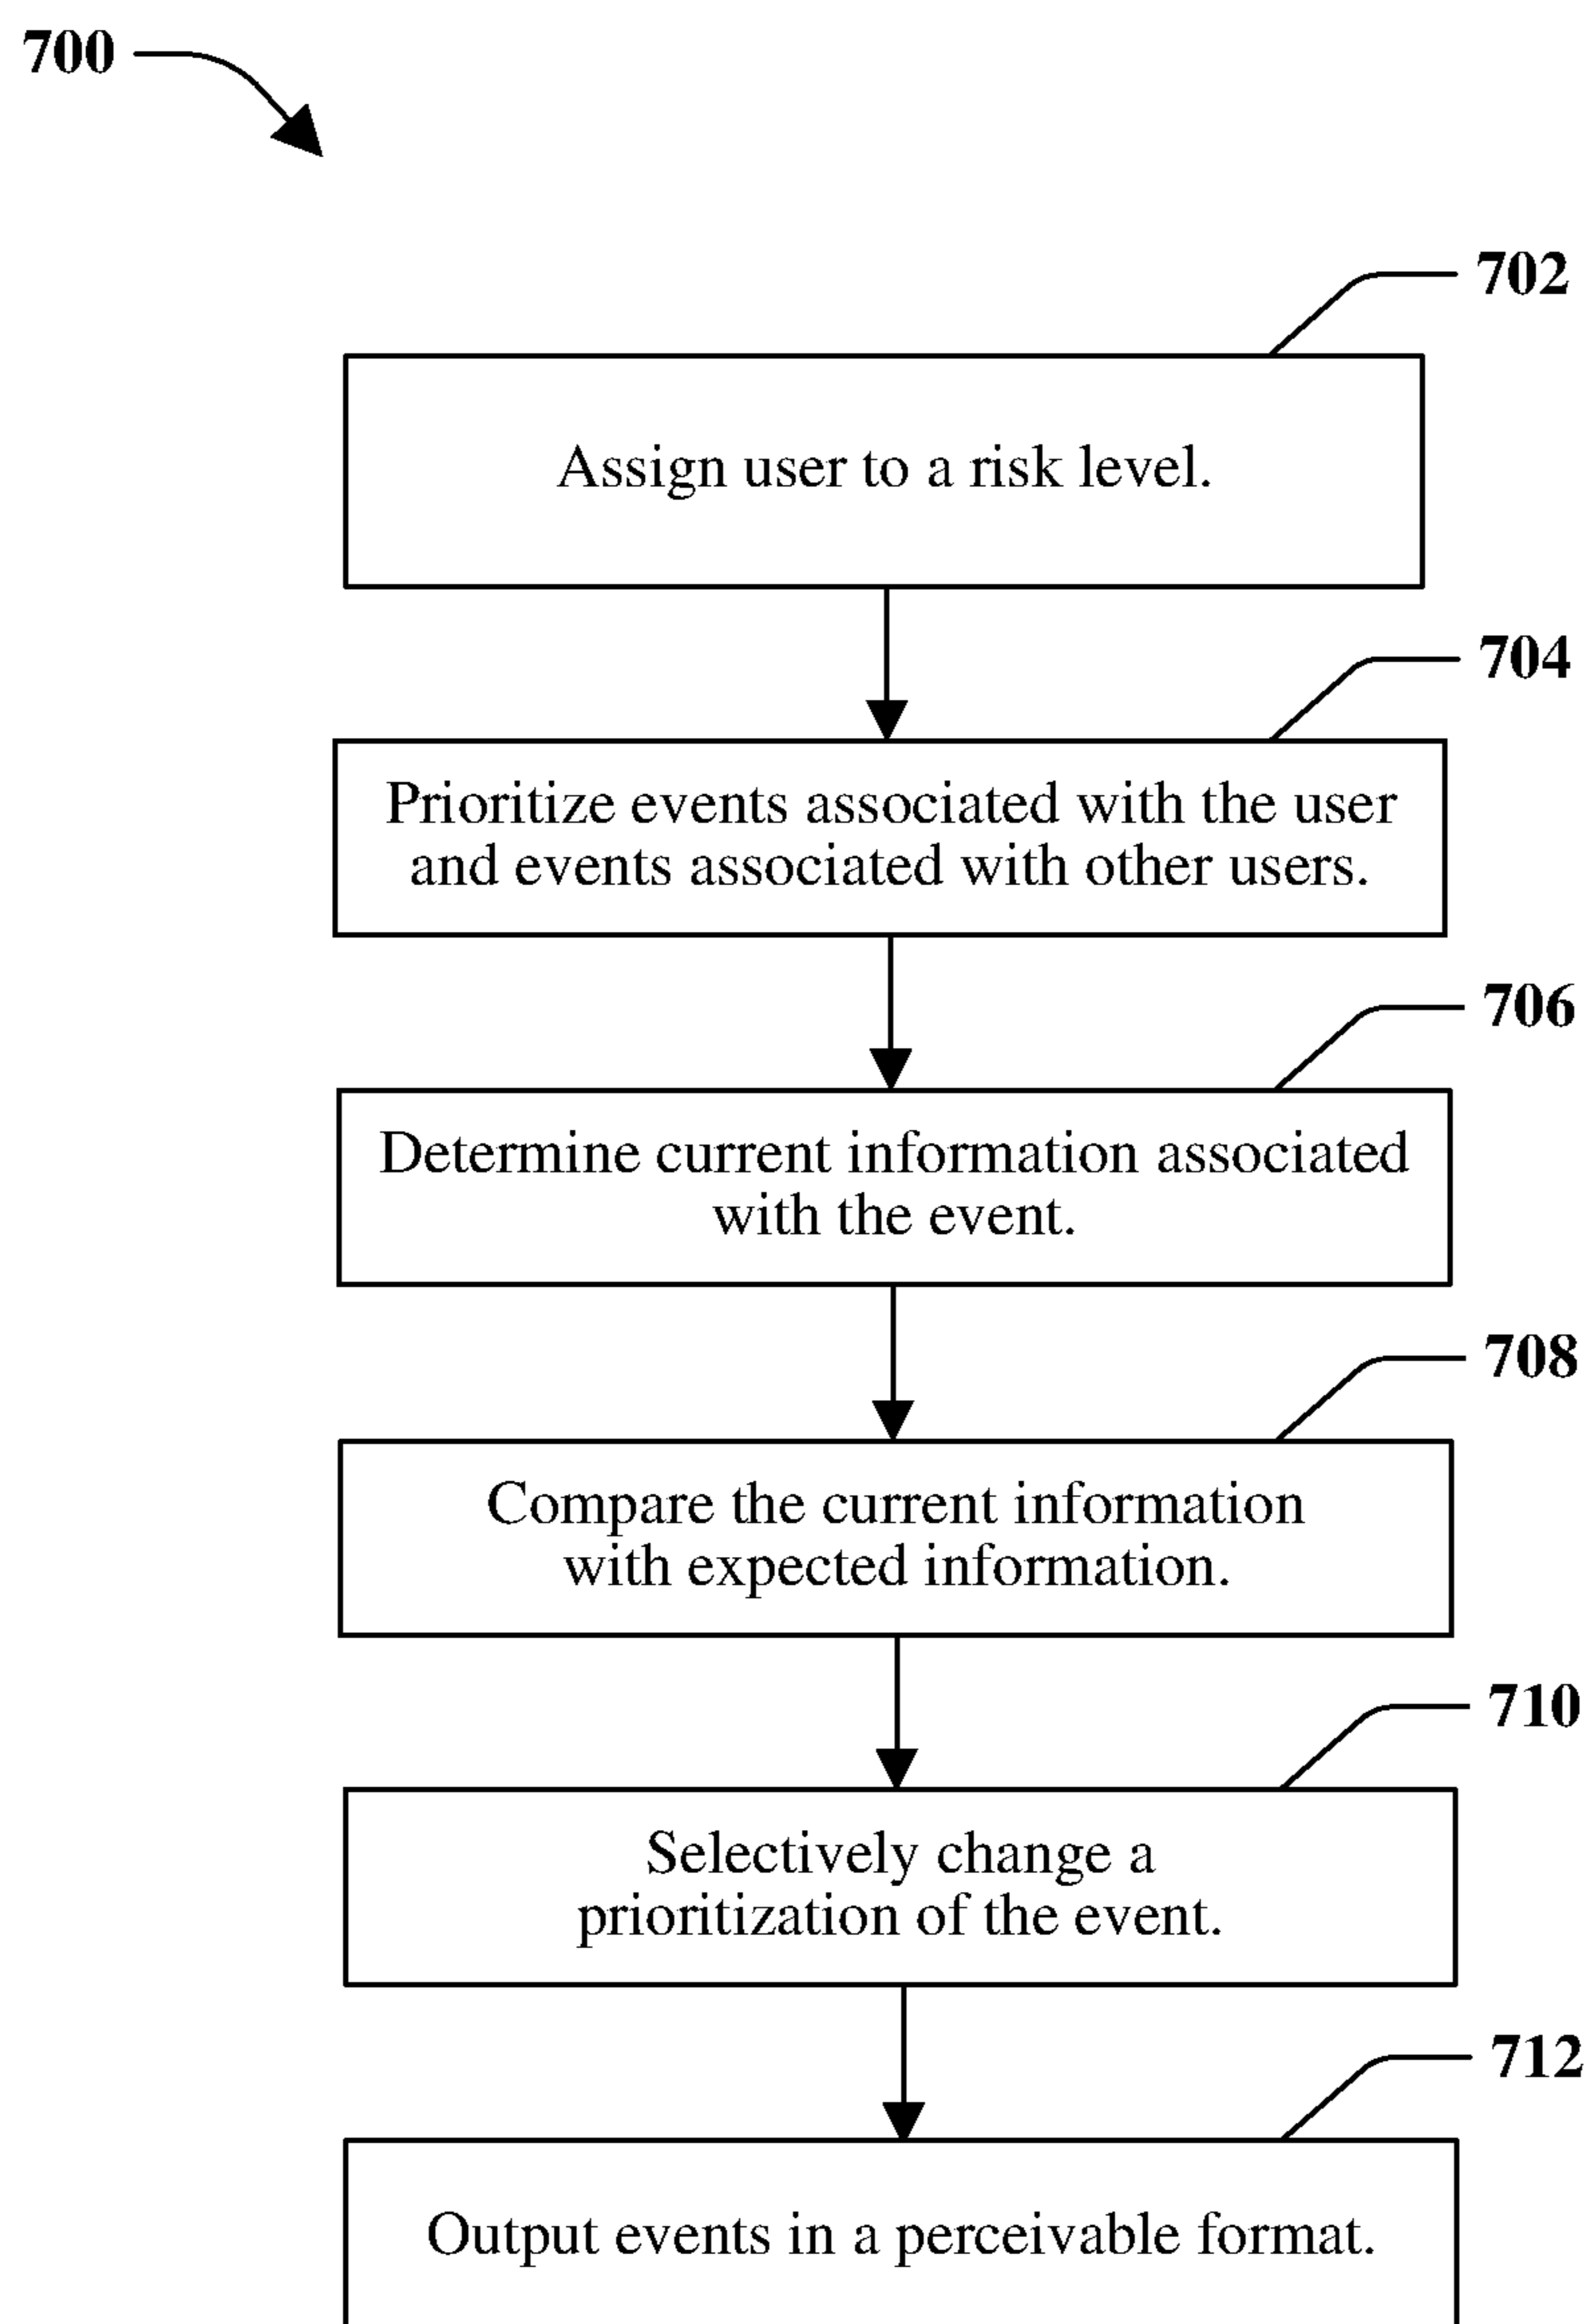 700
702
Assign user to a risk level.
704
Prioritize events associated with the user
and events associated with other users.
706
Determine current information associated
with the event.
708
Compare the current information
with expected information.
710
Selectively change a
prioritization of the event.
712
Output events in a perceivable format.